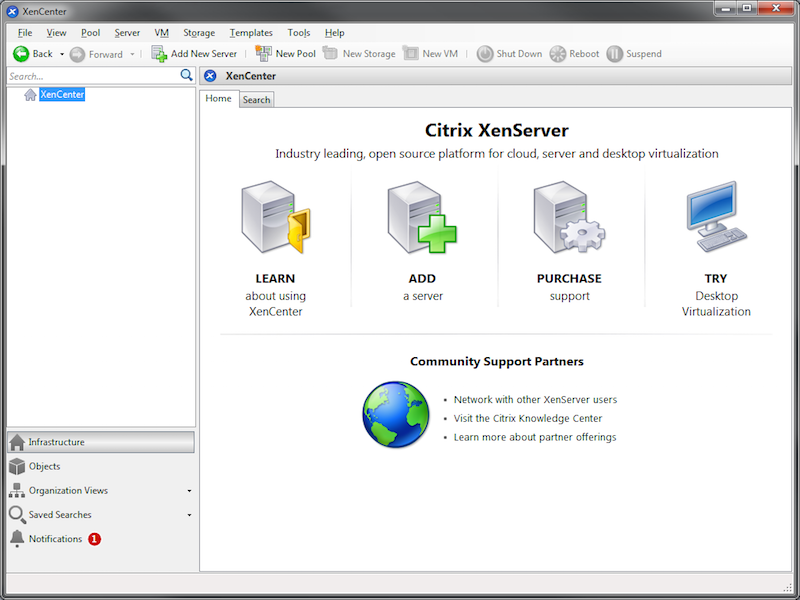 XenCenter
File View Pool Server VM Storage Templates Tools Help
Back Forward Add New Server New Pool New Storage New VM Shut Down Reboot Suspend
Search...
XenCenter
XenCenter
Home Search
Citrix XenServer
Industry leading, open source platform for cloud, server and desktop virtualization
LEARN
about using
XenCenter
ADD
a server
PURCHASE
support
TRY
Desktop
Virtualization
Community Support Partners
• Network with other XenServer users
• Visit the Citrix Knowledge Center
• Learn more about partner offerings
Infrastructure
Objects
Organization Views
Saved Searches
Notifications 1